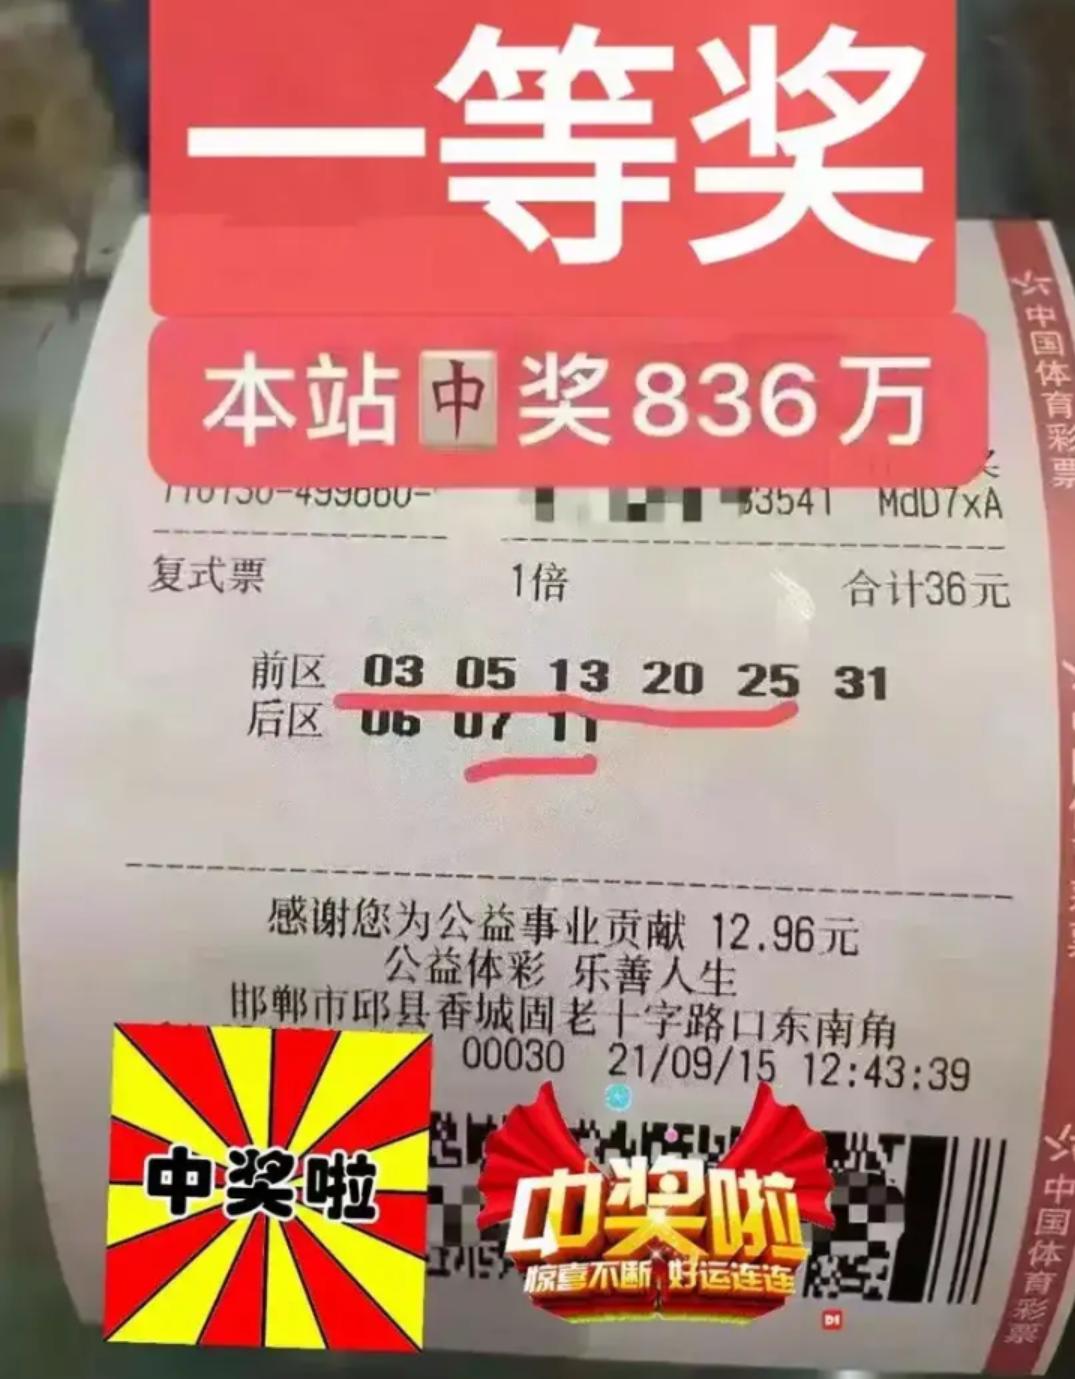 一等奖
本站🀄奖836万
110130-499660-
33541 MdD7xA
复式票 1倍 合计36元
前区 03 05 13 20 25 31
后区 06 07 11
感谢您为公益事业贡献 12.96元
公益体彩 乐善人生
邯郸市邱县香城固老十字路口东南角
00030 21/09/15 12:43:39
中奖啦
中奖啦
惊喜不断 好运连连
中国体育彩票
中国体育彩票